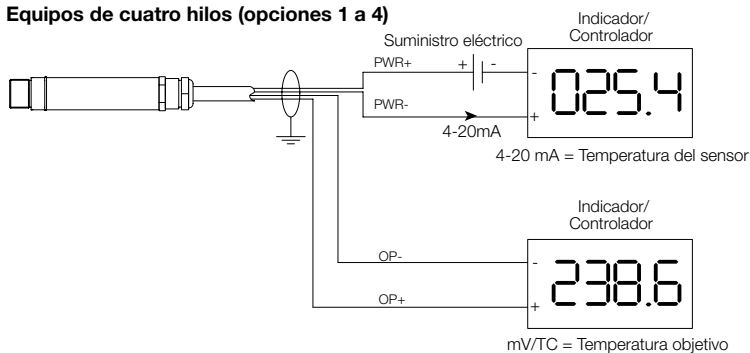 Equipos de cuatro hilos (opciones 1 a 4)
Indicador/
Controlador
Suministro eléctrico
PWR+
+
-
-
025.4
PWR-
+
4-20mA
4-20 mA = Temperatura del sensor
Indicador/
Controlador
OP-
-
238.6
OP+
+
mV/TC = Temperatura objetivo